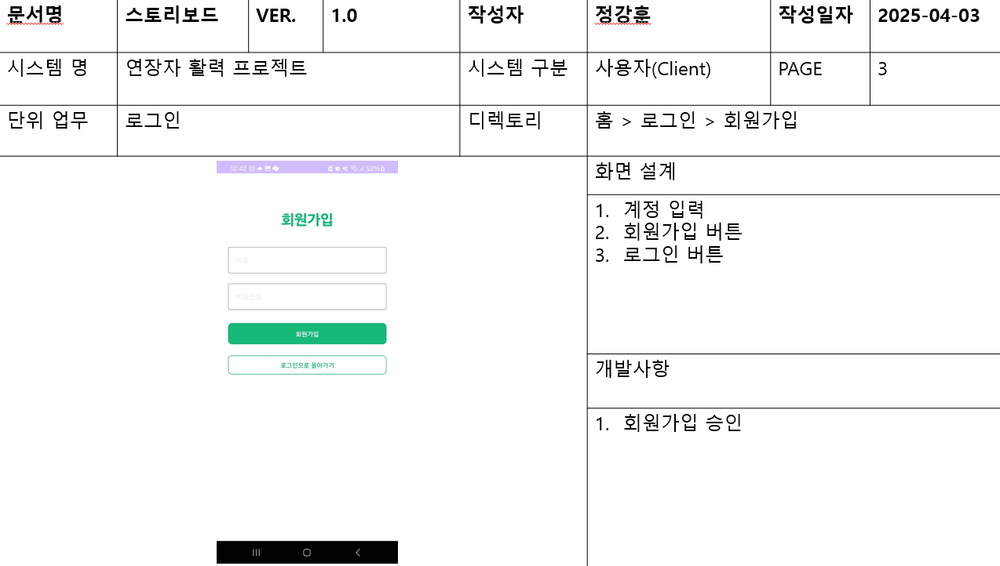 문서명 스토리보드 VER. 1.0 작성자 정강훈 작성일자 2025-04-03
시스템 명 연장자 활력 프로젝트 시스템 구분 사용자(Client) PAGE 3
단위 업무 로그인 디렉토리 홈 > 로그인 > 회원가입
12:42 52%
회원가입
이름
비밀번호
회원가입
로그인으로 돌아가기
화면 설계
1. 계정 입력
2. 회원가입 버튼
3. 로그인 버튼
개발사항
1. 회원가입 승인